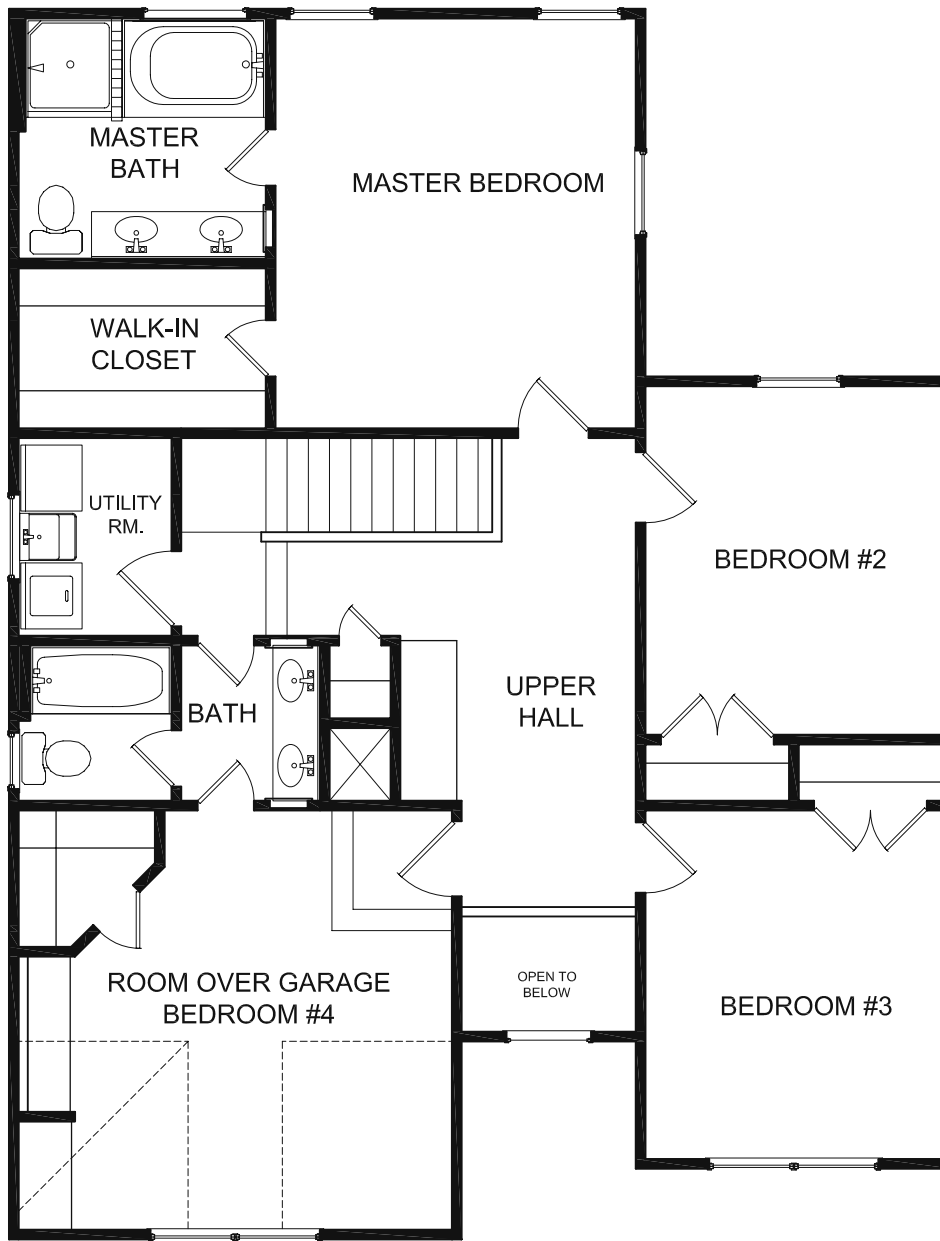 MASTER
BATH
MASTER BEDROOM
WALK-IN
CLOSET
UTILITY
RM.
BEDROOM #2
BATH
UPPER
HALL
ROOM OVER GARAGE
BEDROOM #4
OPEN TO
BELOW
BEDROOM #3